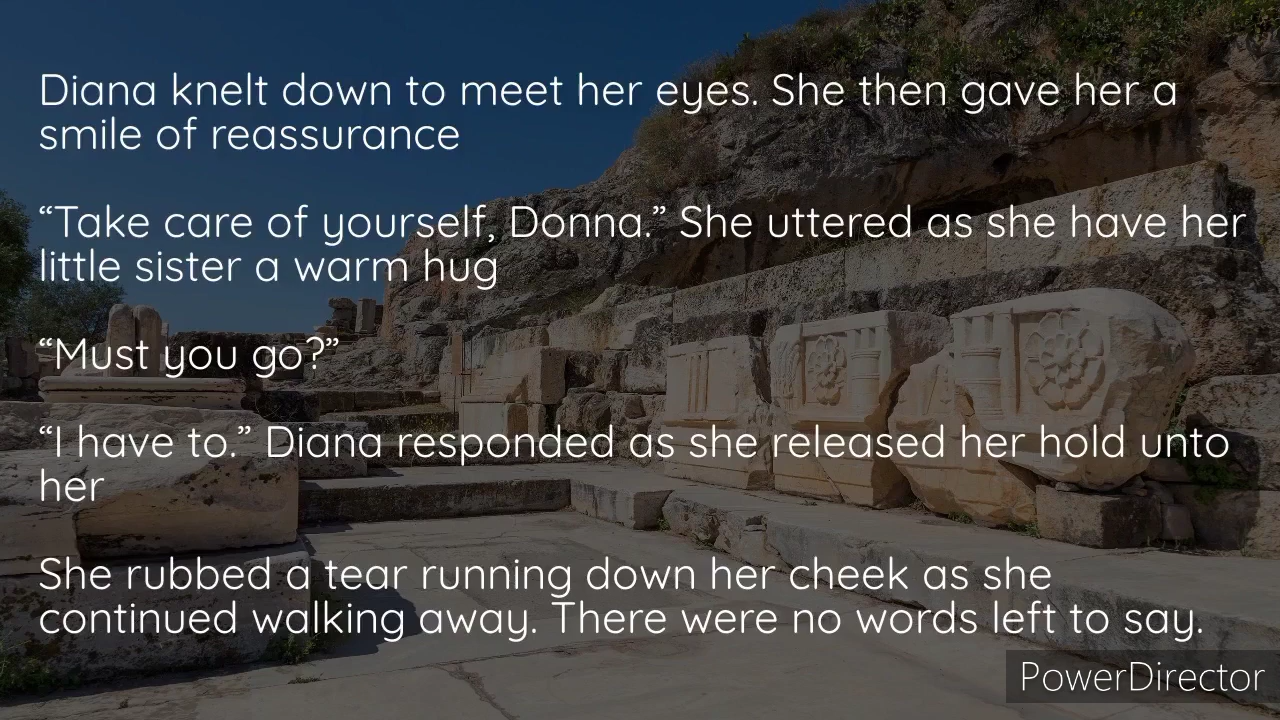 Diana knelt down to meet her eyes. She then gave her a
smile of reassurance
“Take care of yourself, Donna.” She uttered as she have her
little sister a warm hug
“Must you go?”
“I have to.” Diana responded as she released her hold unto
her
She rubbed a tear running down her cheek as she
continued walking away. There were no words left to say.
PowerDirector